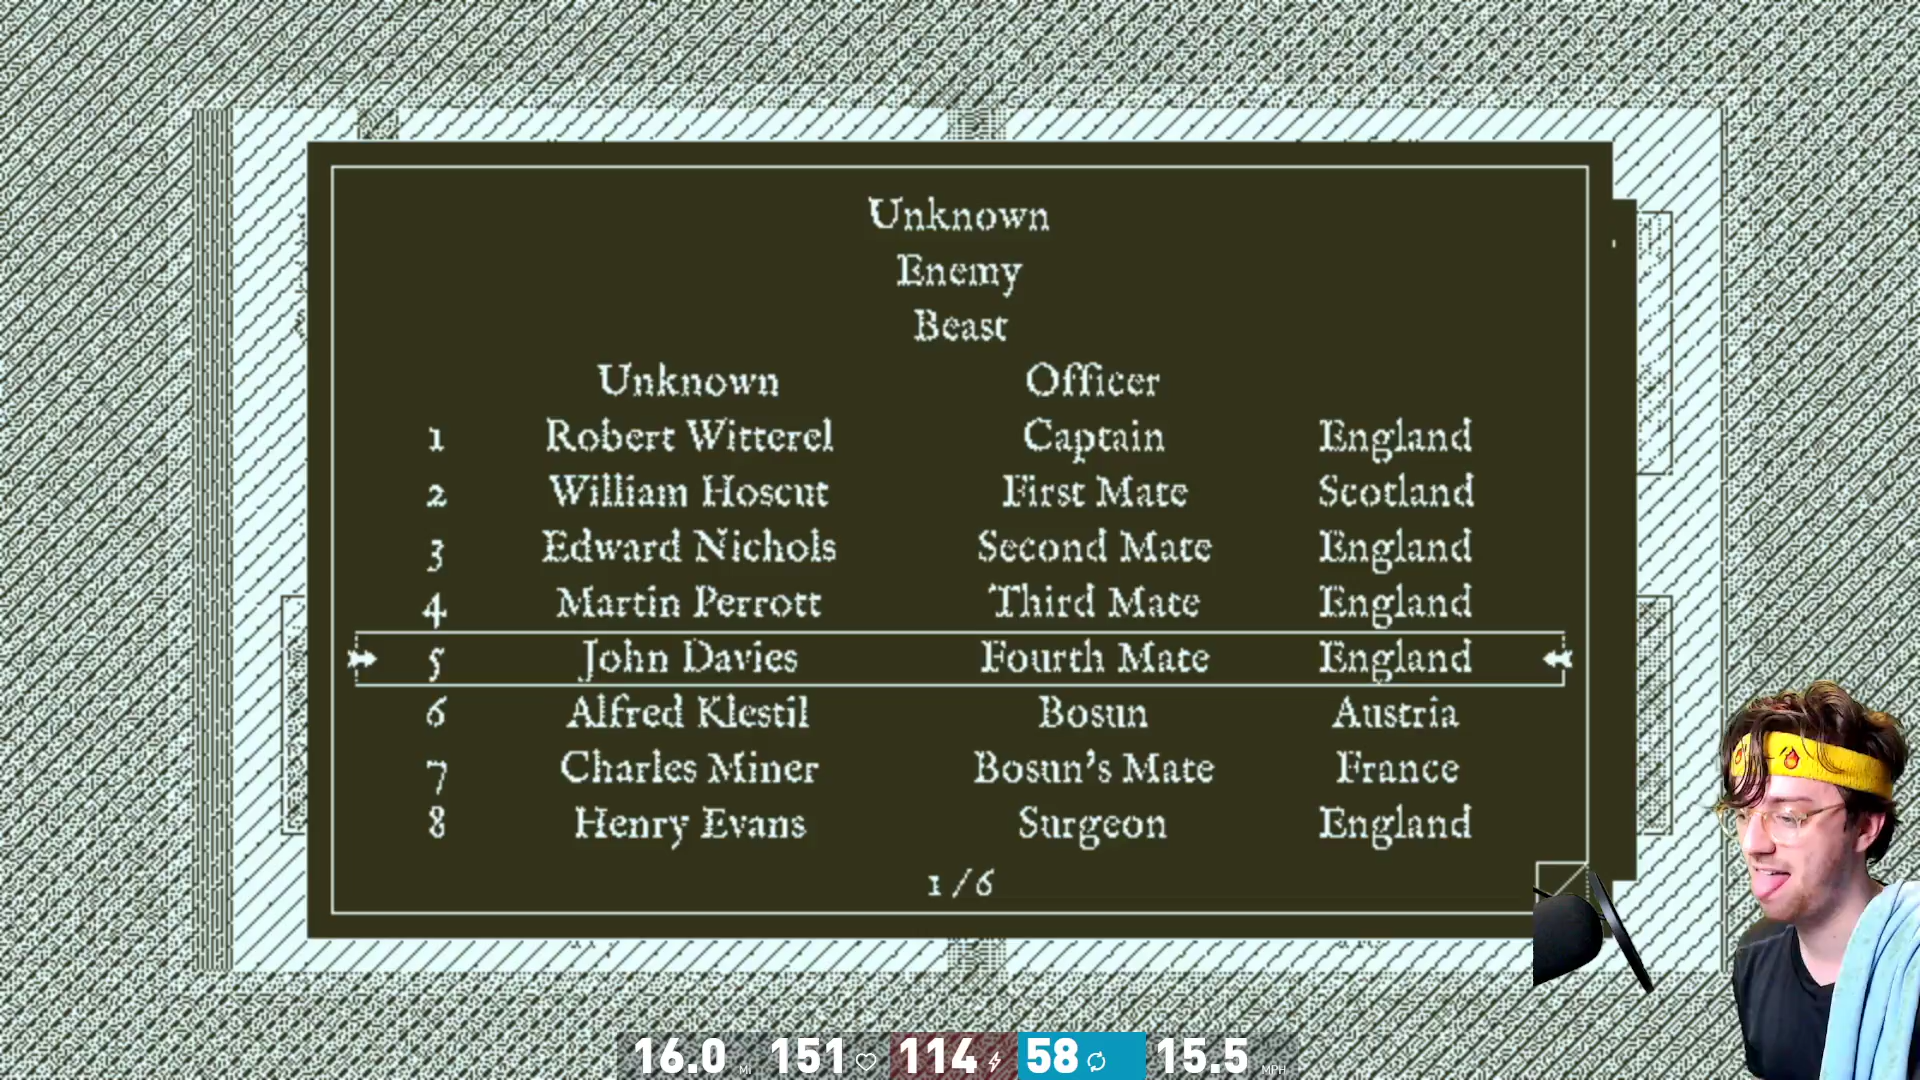 Unknown
Enemy
Beast
Unknown Officer
1 Robert Witterel Captain England
2 William Hoscut First Mate Scotland
3 Edward Nichols Second Mate England
4 Martin Perrott Third Mate England
5 John Davies Fourth Mate England
6 Alfred Klestil Bosun Austria
7 Charles Miner Bosun's Mate France
8 Henry Evans Surgeon England
1/6
16.0 MI 151 114 58 15.5 MPH